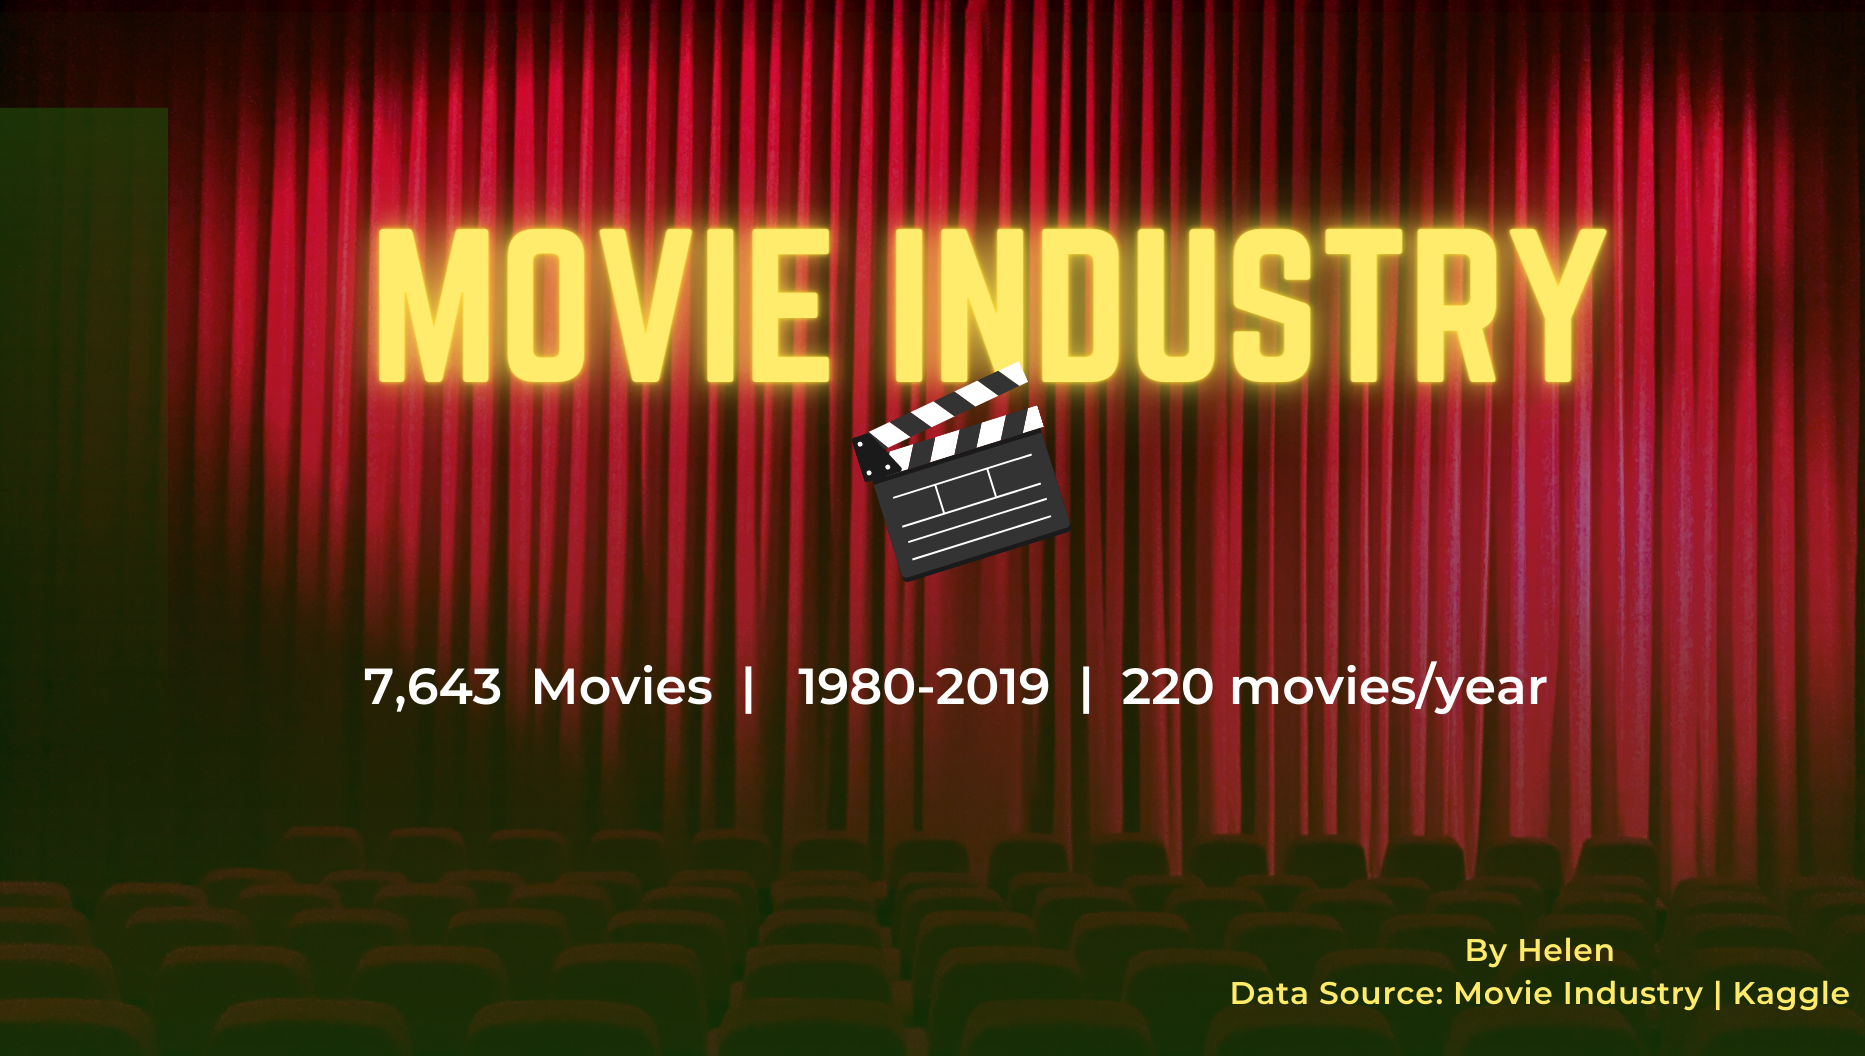 MOVIE INDUSTRY
7,643 Movies | 1980-2019 | 220 movies/year
By Helen
Data Source: Movie Industry | Kaggle